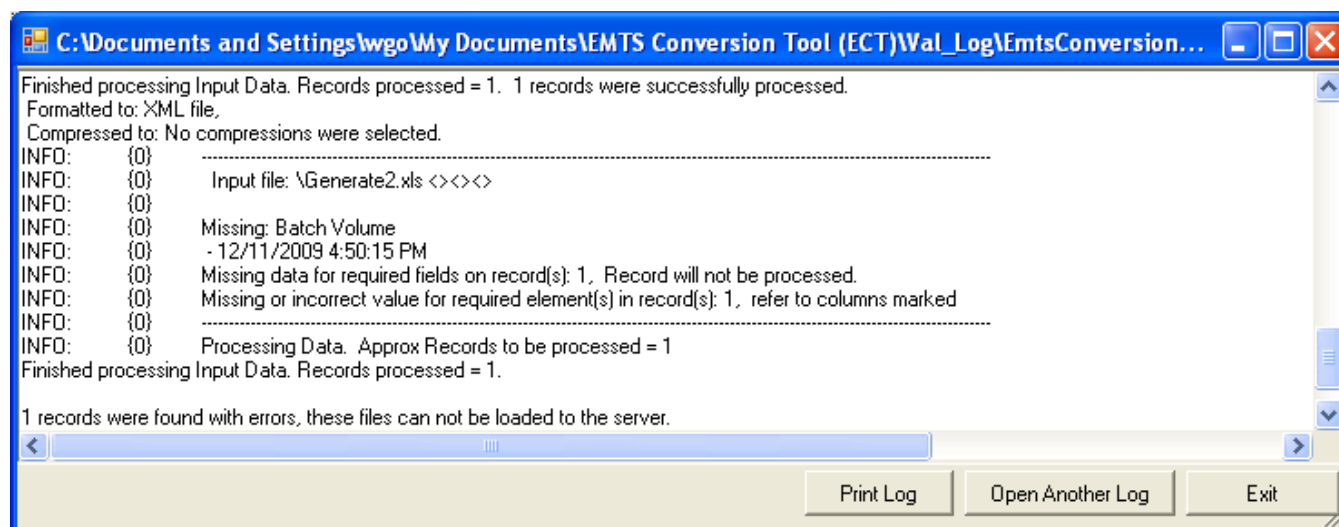 C:\Documents and Settings\wgo\My Documents\EMTS Conversion Tool (ECT)\Val_Log\EmtsConversion...
Finished processing Input Data. Records processed = 1.  1 records were successfully processed.
Formatted to: XML file,
Compressed to: No compressions were selected.
INFO: {0} ------------------------------------------------------------------------------------------------------------------------------------------------
INFO: {0} Input file: \Generate2.xls <><><>
INFO: {0}
INFO: {0} Missing: Batch Volume
INFO: {0} - 12/11/2009 4:50:15 PM
INFO: {0} Missing data for required fields on record(s): 1,  Record will not be processed.
INFO: {0} Missing or incorrect value for required element(s) in record(s): 1,  refer to columns marked
INFO: {0} ------------------------------------------------------------------------------------------------------------------------------------------------
INFO: {0} Processing Data.  Approx Records to be processed = 1
Finished processing Input Data. Records processed = 1.
1 records were found with errors, these files can not be loaded to the server.
Print Log Open Another Log Exit